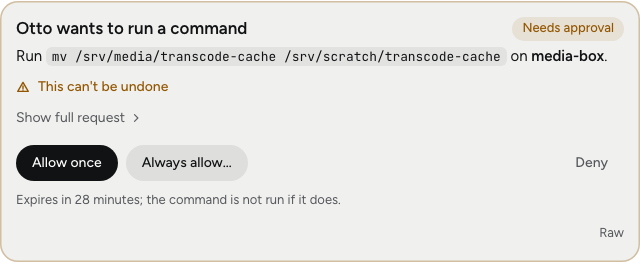 Otto wants to run a command
Needs approval
Run mv /srv/media/transcode-cache /srv/scratch/transcode-cache on media-box.
This can't be undone
Show full request
Allow once
Always allow...
Deny
Expires in 28 minutes; the command is not run if it does.
Raw